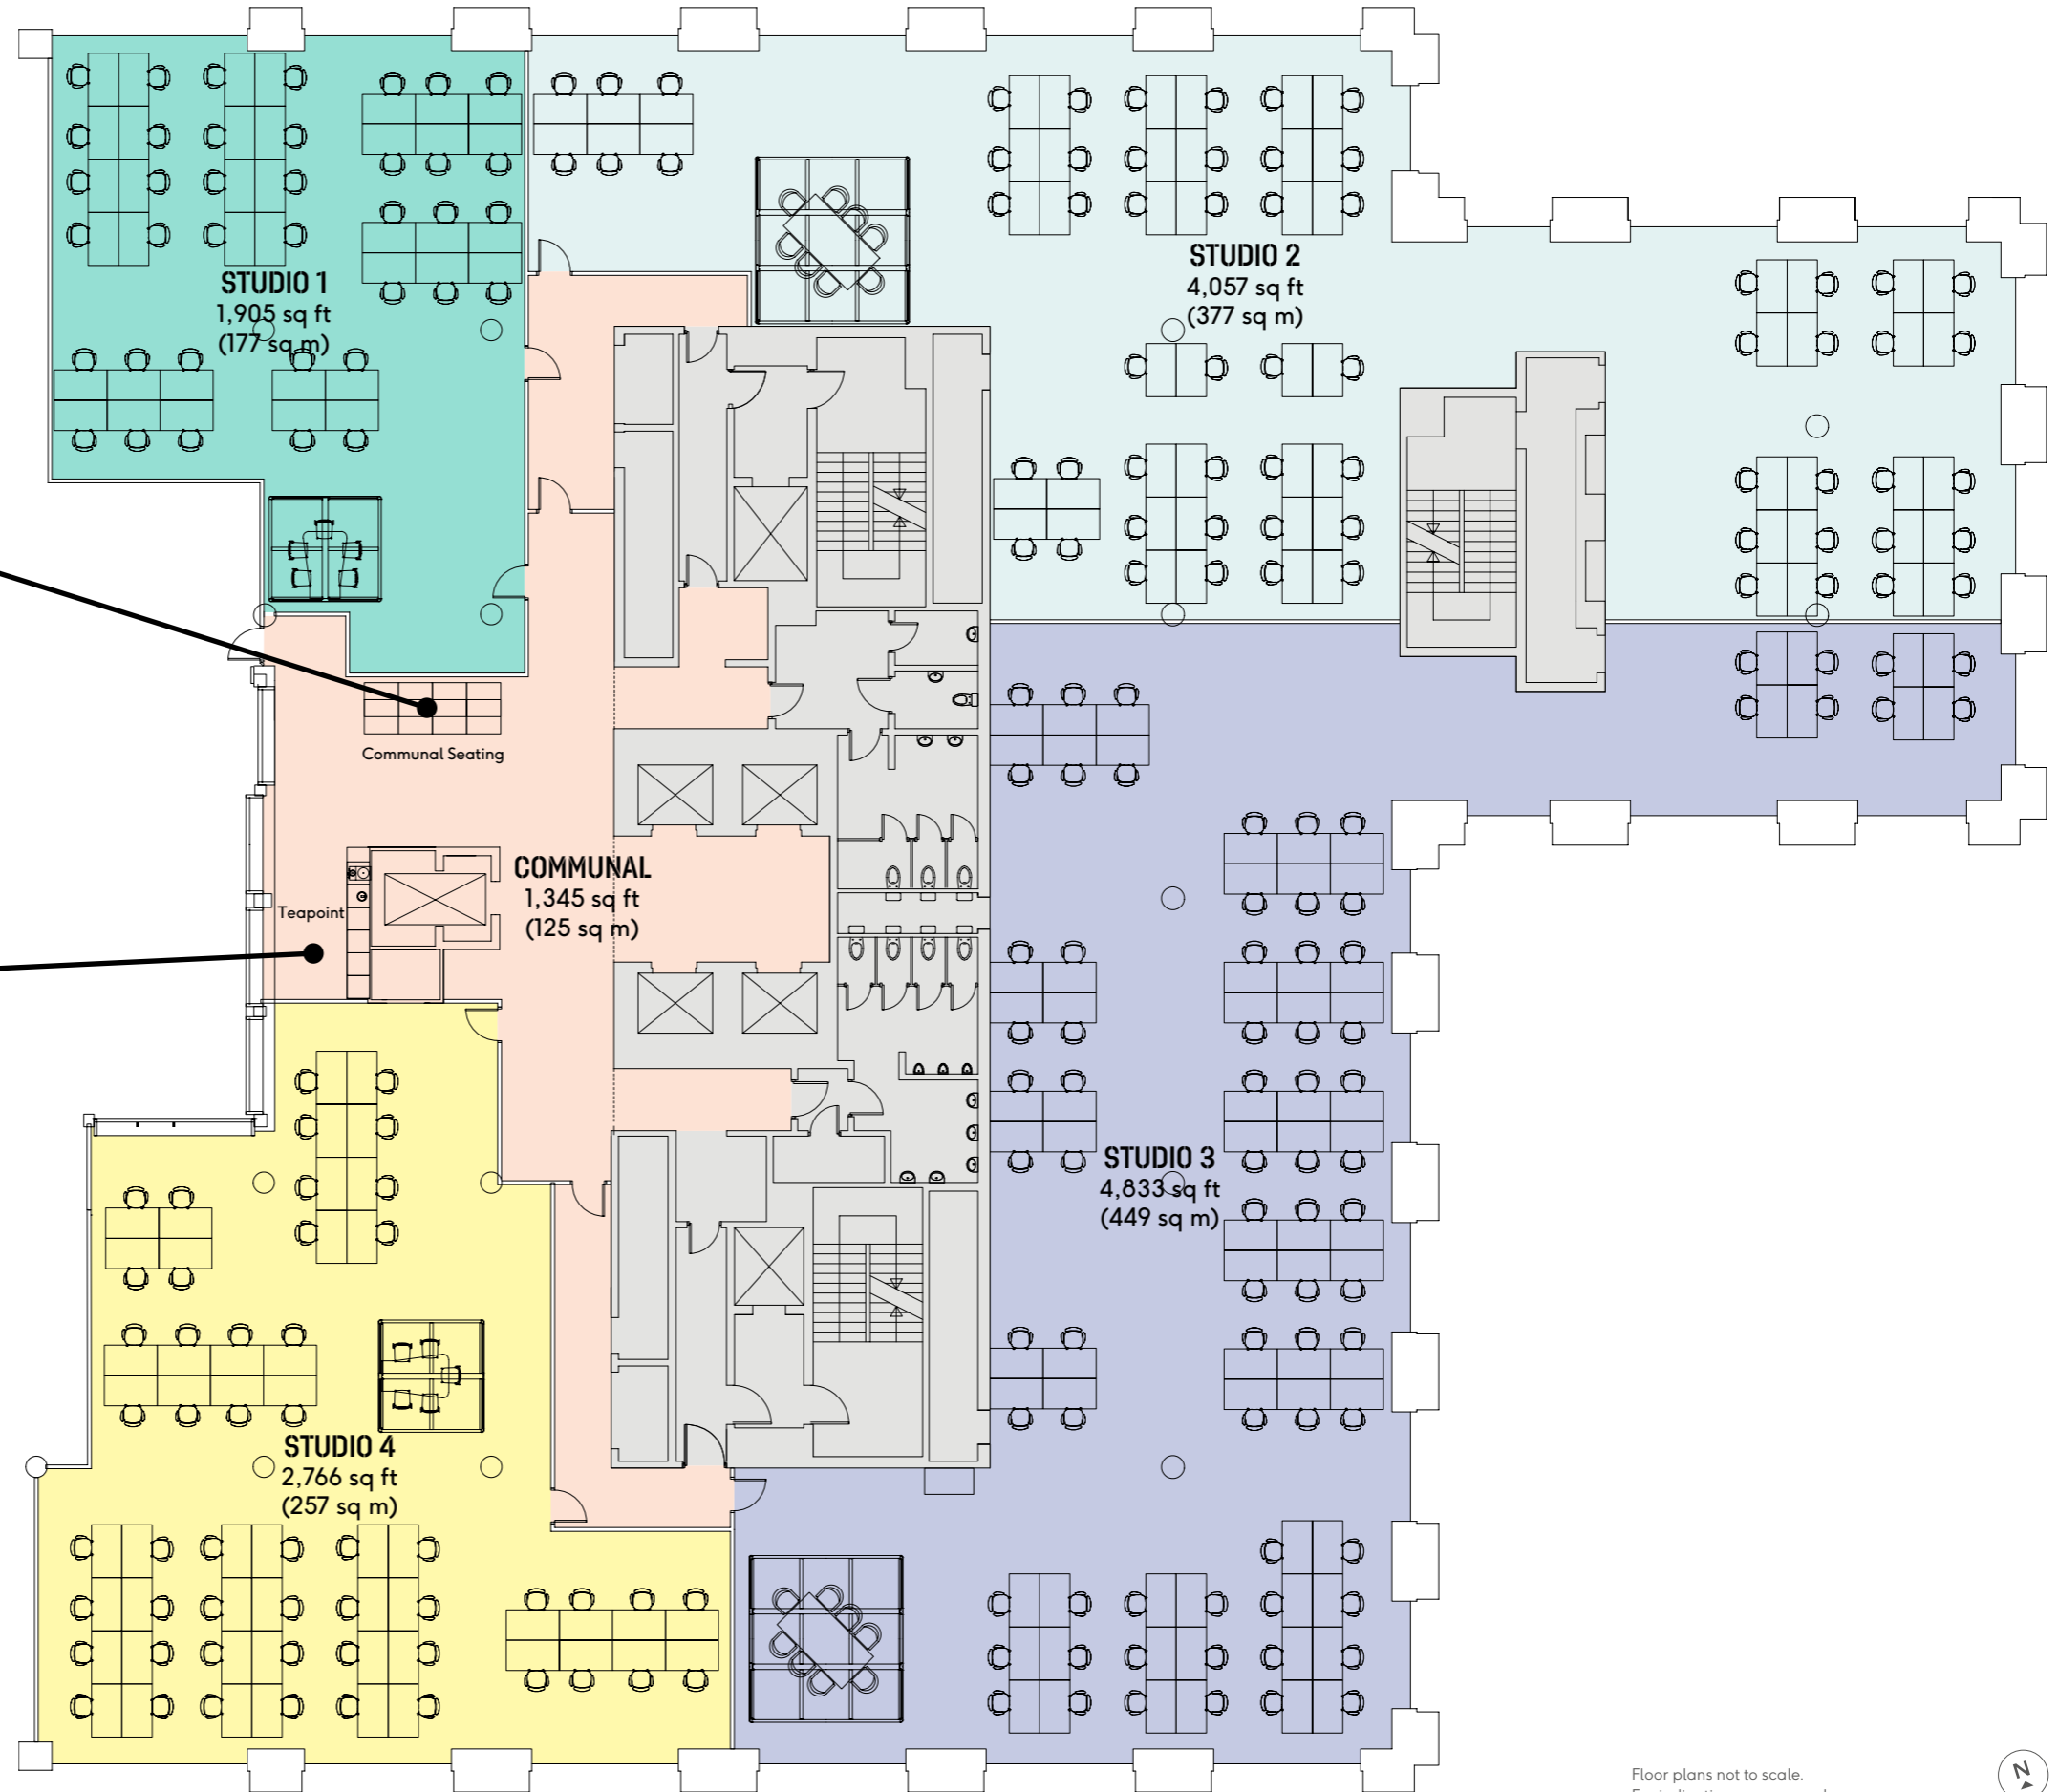 STUDIO 1
1,905 sq ft
(177 sq m)
STUDIO 2
4,057 sq ft
(377 sq m)
Communal Seating
COMMUNAL
1,345 sq ft
(125 sq m)
Teapoint
STUDIO 3
4,833 sq ft
(449 sq m)
STUDIO 4
2,766 sq ft
(257 sq m)
Floor plans not to scale.
N